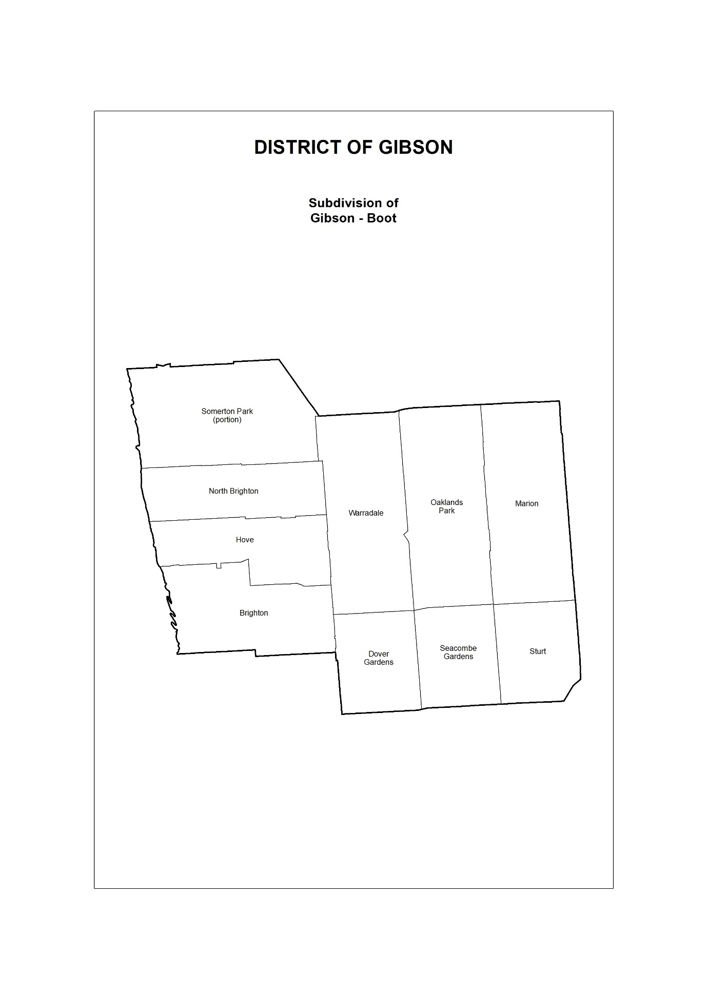 DISTRICT OF GIBSON
Subdivision of
Gibson - Boot
Somerton Park
(portion)
North Brighton
Hove
Brighton
Warradale
Oaklands
Park
Marion
Dover
Gardens
Seacombe
Gardens
Sturt